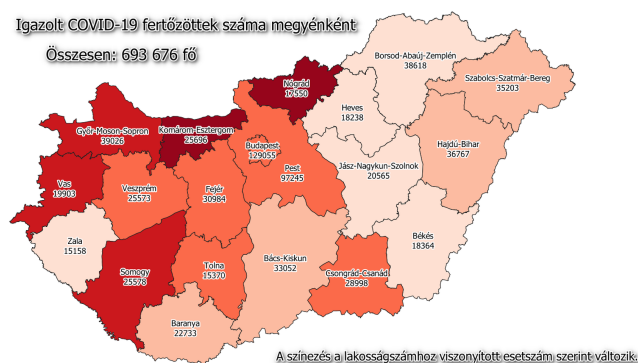 Igazolt COVID-19 fertőzöttek száma megyénként
Összesen: 693 676 fő
Borsod-Abaúj-Zemplén
38618
Szabolcs-Szatmár-Bereg
35203
Nógrád
17550
Heves
18238
Győr-Moson-Sopron
39026
Komárom-Esztergom
25696
Budapest
129055
Hajdú-Bihar
36767
Pest
97245
Jász-Nagykun-Szolnok
20565
Vas
19903
Veszprém
25573
Fejér
30984
Zala
15158
Békés
18364
Somogy
25578
Tolna
15370
Bács-Kiskun
33052
Csongrád-Csanád
28998
Baranya
22733
A színezés a lakosságszámhoz viszonyított esetszám szerint változik.